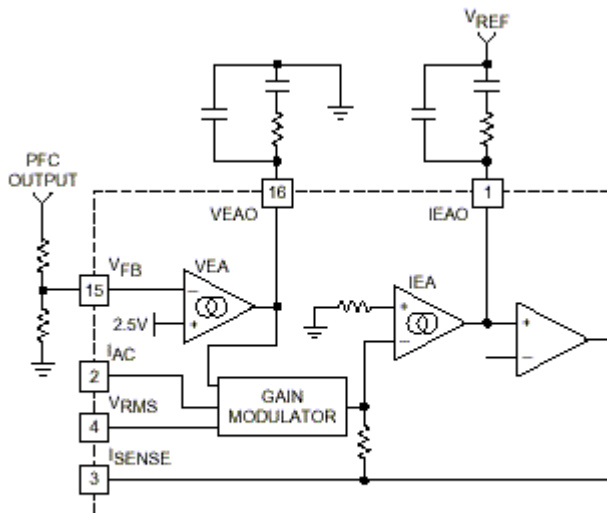 VREF
PFC
OUTPUT
16
1
VEAO
IEAO
VFB
VEA
IEA
15
−
+
2.5V
+
−
+
−
IAC
2
GAIN
MODULATOR
VRMS
4
ISENSE
3